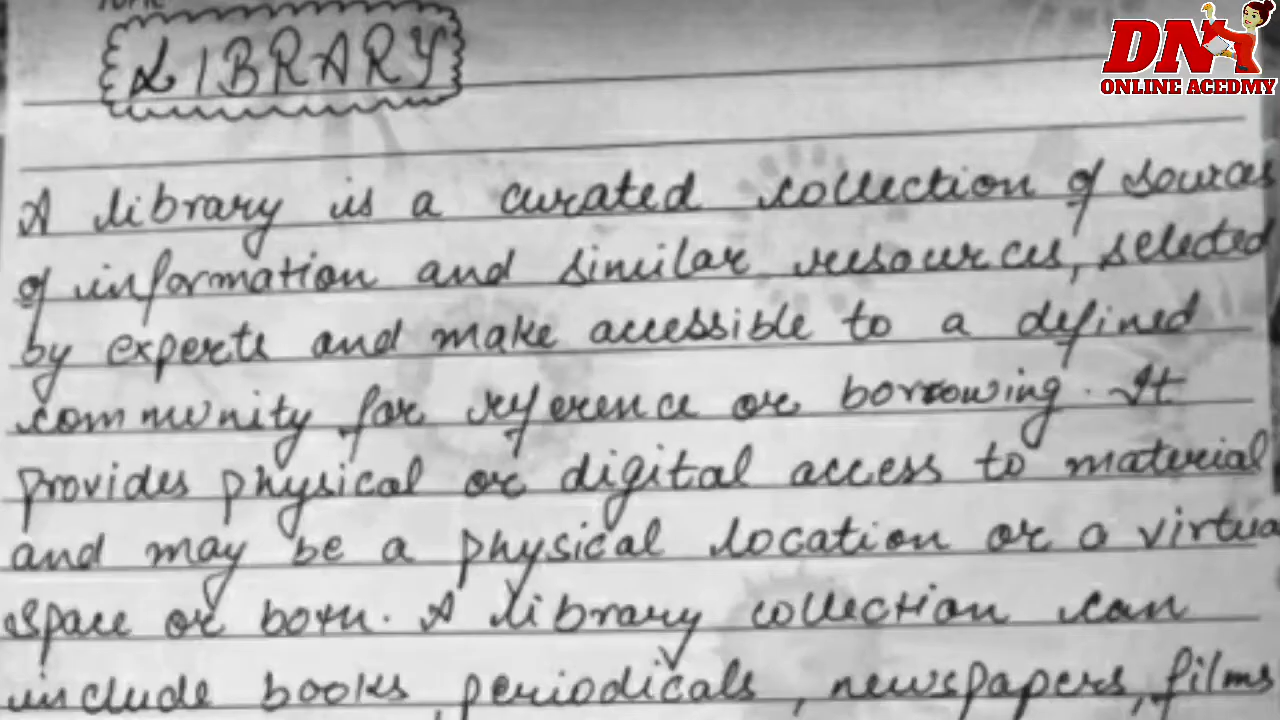 LIBRARY
DNA
ONLINE ACEDMY
A library is a curated collection of sources
of information and similar resources, selected
by experts and make accessible to a defined
community for reference or borrowing. It
provides physical or digital access to material
and may be a physical location or a virtua
space or both. A library collection can
include books, periodicals, newspapers, films